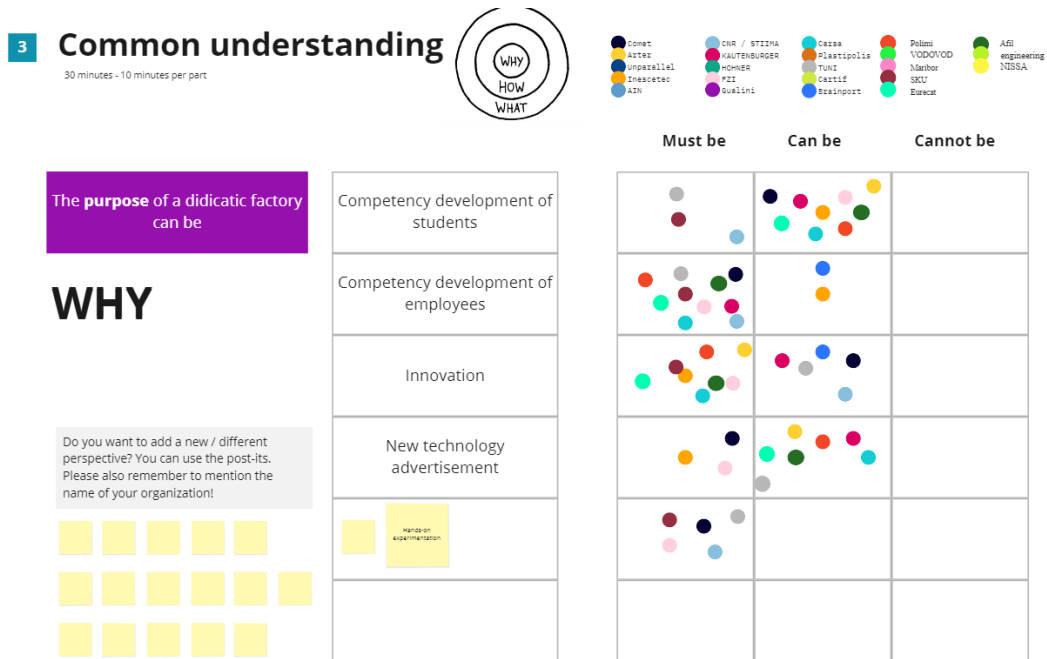 3
Common understanding
30 minutes - 10 minutes per part
WHY
HOW
WHAT
Comet
Arter
Unparallel
Inescetec
AIN
CNR / STIIMA
KAUTENBURGER
HOHNER
FZI
Gualini
Carsa
Plastipolis
TUNI
Cartif
Brainport
Polimi
VODOVOD
Maribor
SKU
Eurecat
Afil
engineering
NISSA
Must be
Can be
Cannot be
The purpose of a didicatic factory
can be
Competency development of
students
WHY
Competency development of
employees
Innovation
Do you want to add a new / different
perspective? You can use the post-its.
Please also remember to mention the
name of your organization!
New technology
advertisement
Hands-on
experimentation